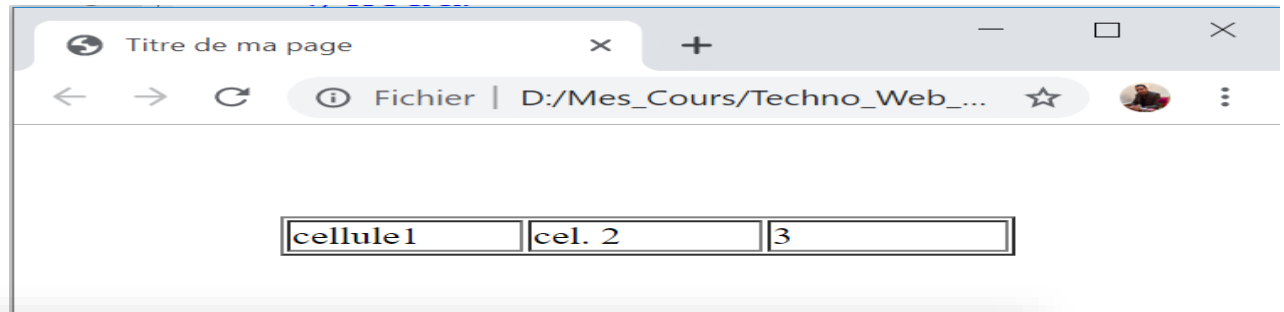 Titre de ma page
Fichier | D:/Mes_Cours/Techno_Web_...
cellule1 cel. 2 3